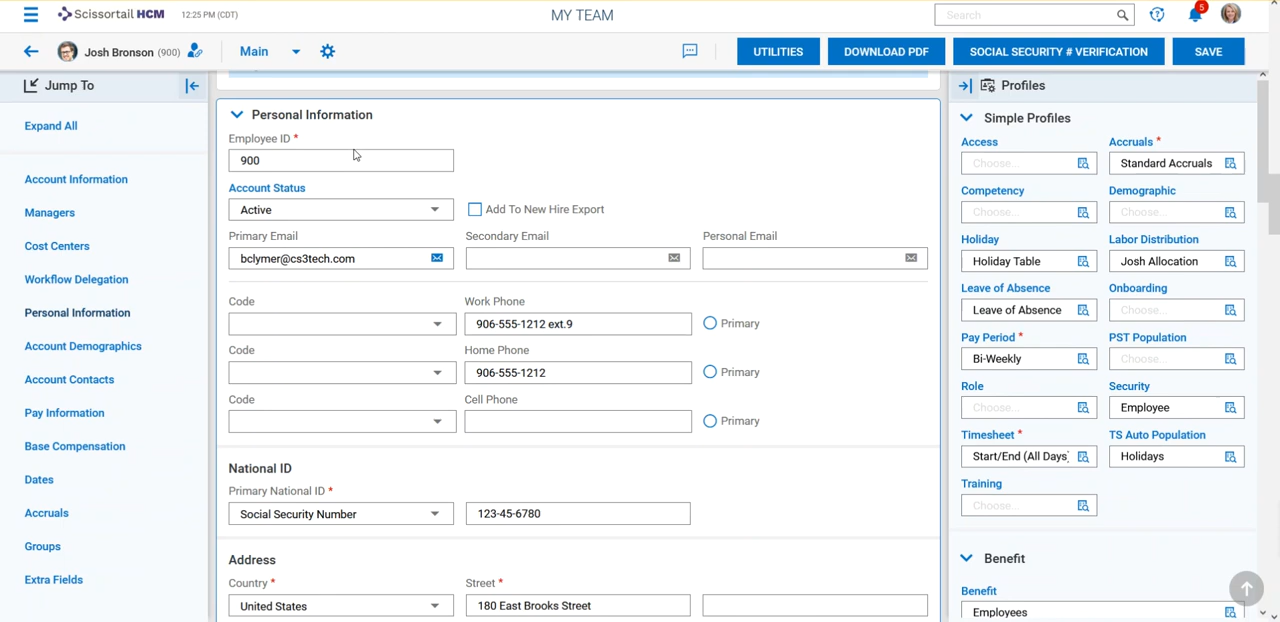 Scissortail HCM
12:25 PM (CDT)
MY TEAM
Search
5
Josh Bronson (900)
Main
UTILITIES
DOWNLOAD PDF
SOCIAL SECURITY # VERIFICATION
SAVE
Jump To
Expand All
Account Information
Managers
Cost Centers
Workflow Delegation
Personal Information
Account Demographics
Account Contacts
Pay Information
Base Compensation
Dates
Accruals
Groups
Extra Fields
Personal Information
Employee ID *
900
Account Status
Active
Add To New Hire Export
Primary Email
Secondary Email
Personal Email
bclymer@cs3tech.com
Code
Work Phone
906-555-1212 ext.9
Primary
Code
Home Phone
906-555-1212
Primary
Code
Cell Phone
Primary
National ID
Primary National ID *
Social Security Number
123-45-6780
Address
Country *
Street *
United States
180 East Brooks Street
Profiles
Simple Profiles
Access
Accruals *
Choose...
Standard Accruals
Competency
Demographic
Choose...
Choose...
Holiday
Labor Distribution
Holiday Table
Josh Allocation
Leave of Absence
Onboarding
Leave of Absence
Choose...
Pay Period *
PST Population
Bi-Weekly
Choose...
Role
Security
Choose...
Employee
Timesheet *
TS Auto Population
Start/End (All Days)
Holidays
Training
Choose...
Benefit
Benefit
Employees